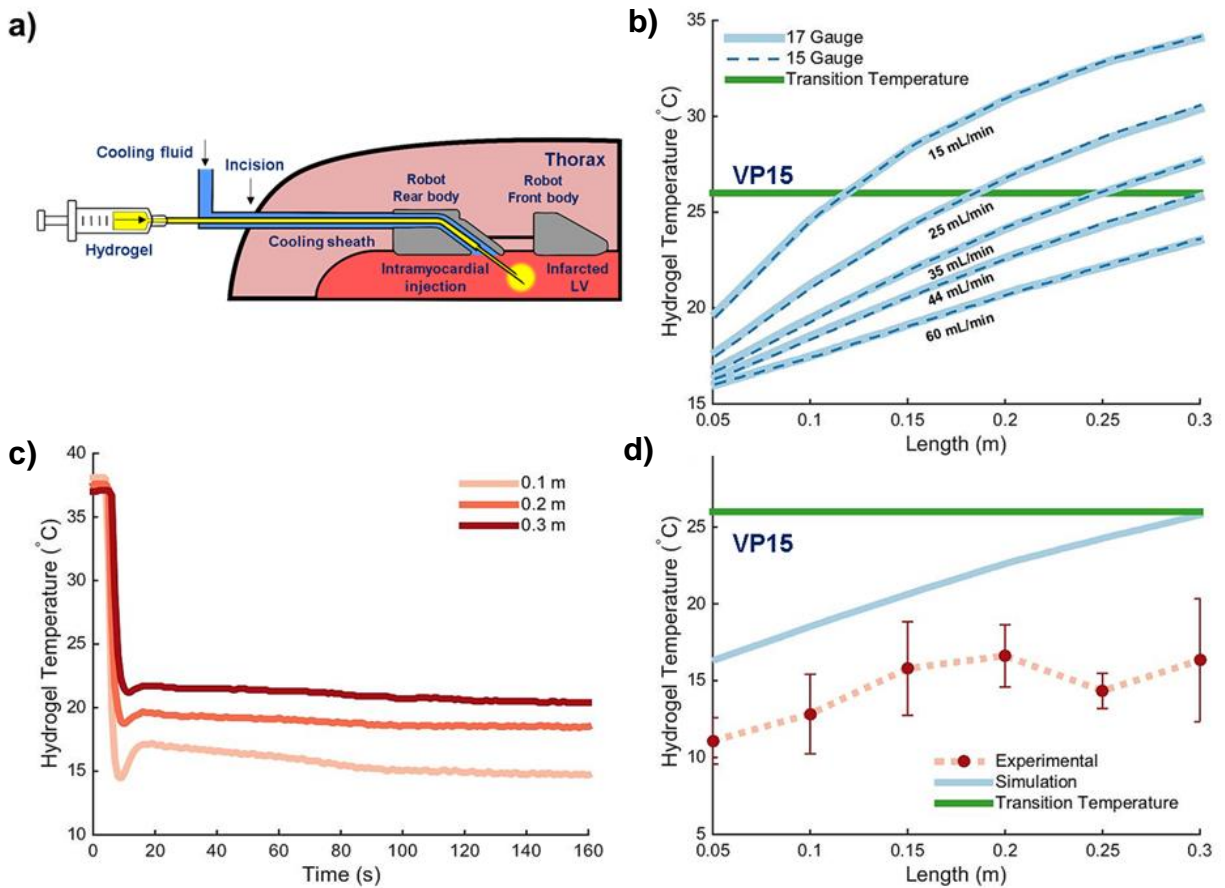 a)
Cooling fluid
Incision
Thorax
Robot
Rear body
Robot
Front body
Hydrogel
Cooling sheath
Intramyocardial
injection
Infarcted
LV
b)
35
30
25
20
15
Hydrogel Temperature (°C)
17 Gauge
15 Gauge
Transition Temperature
VP15
15 mL/min
25 mL/min
35 mL/min
44 mL/min
60 mL/min
0.05 0.1 0.15 0.2 0.25 0.3
Length (m)
c)
40
35
30
25
20
15
10
Hydrogel Temperature (°C)
0.1 m
0.2 m
0.3 m
0 20 40 60 80 100 120 140 160
Time (s)
d)
25
20
15
10
5
Hydrogel Temperature (°C)
VP15
Experimental
Simulation
Transition Temperature
0.05 0.1 0.15 0.2 0.25 0.3
Length (m)